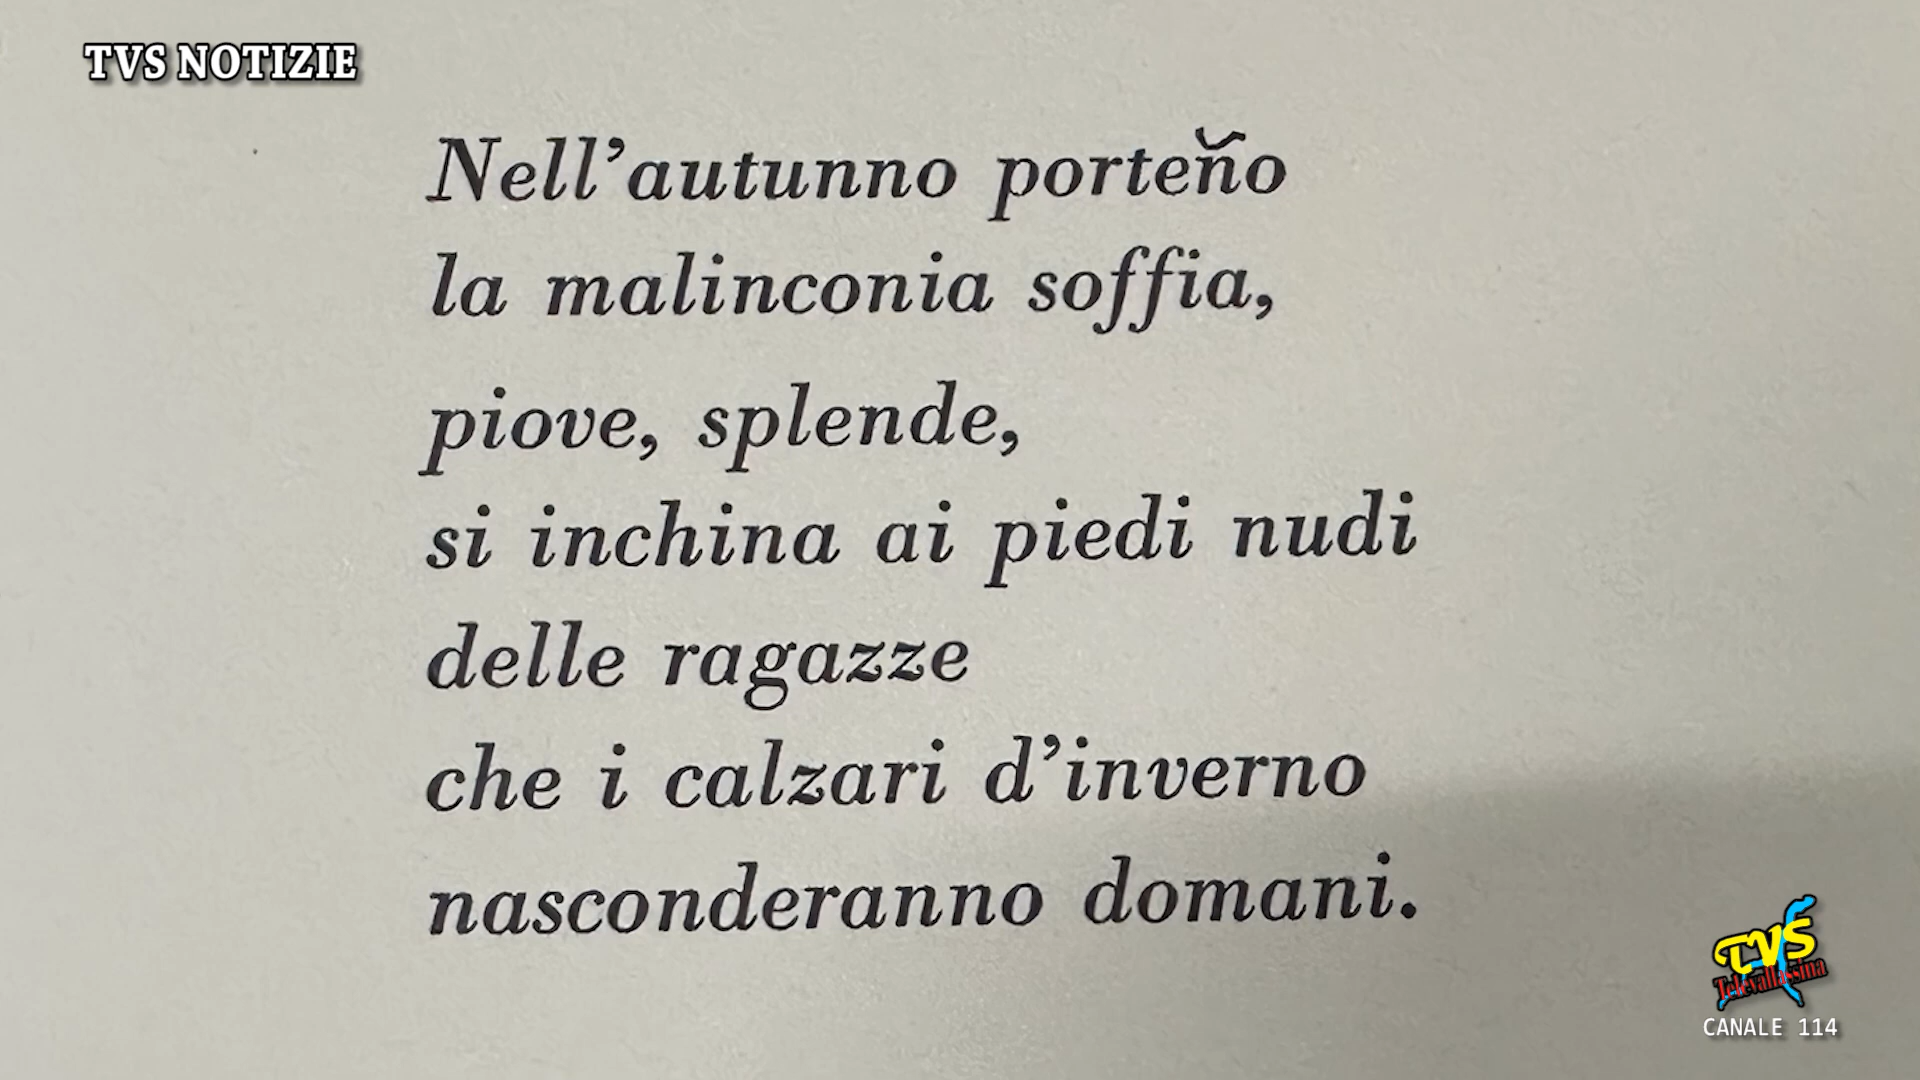 TVS NOTIZIE
Nell'autunno porteño
la malinconia soffia,
piove, splende,
si inchina ai piedi nudi
delle ragazze
che i calzari d'inverno
nasconderanno domani.
TVS
Televallassina
CANALE 114